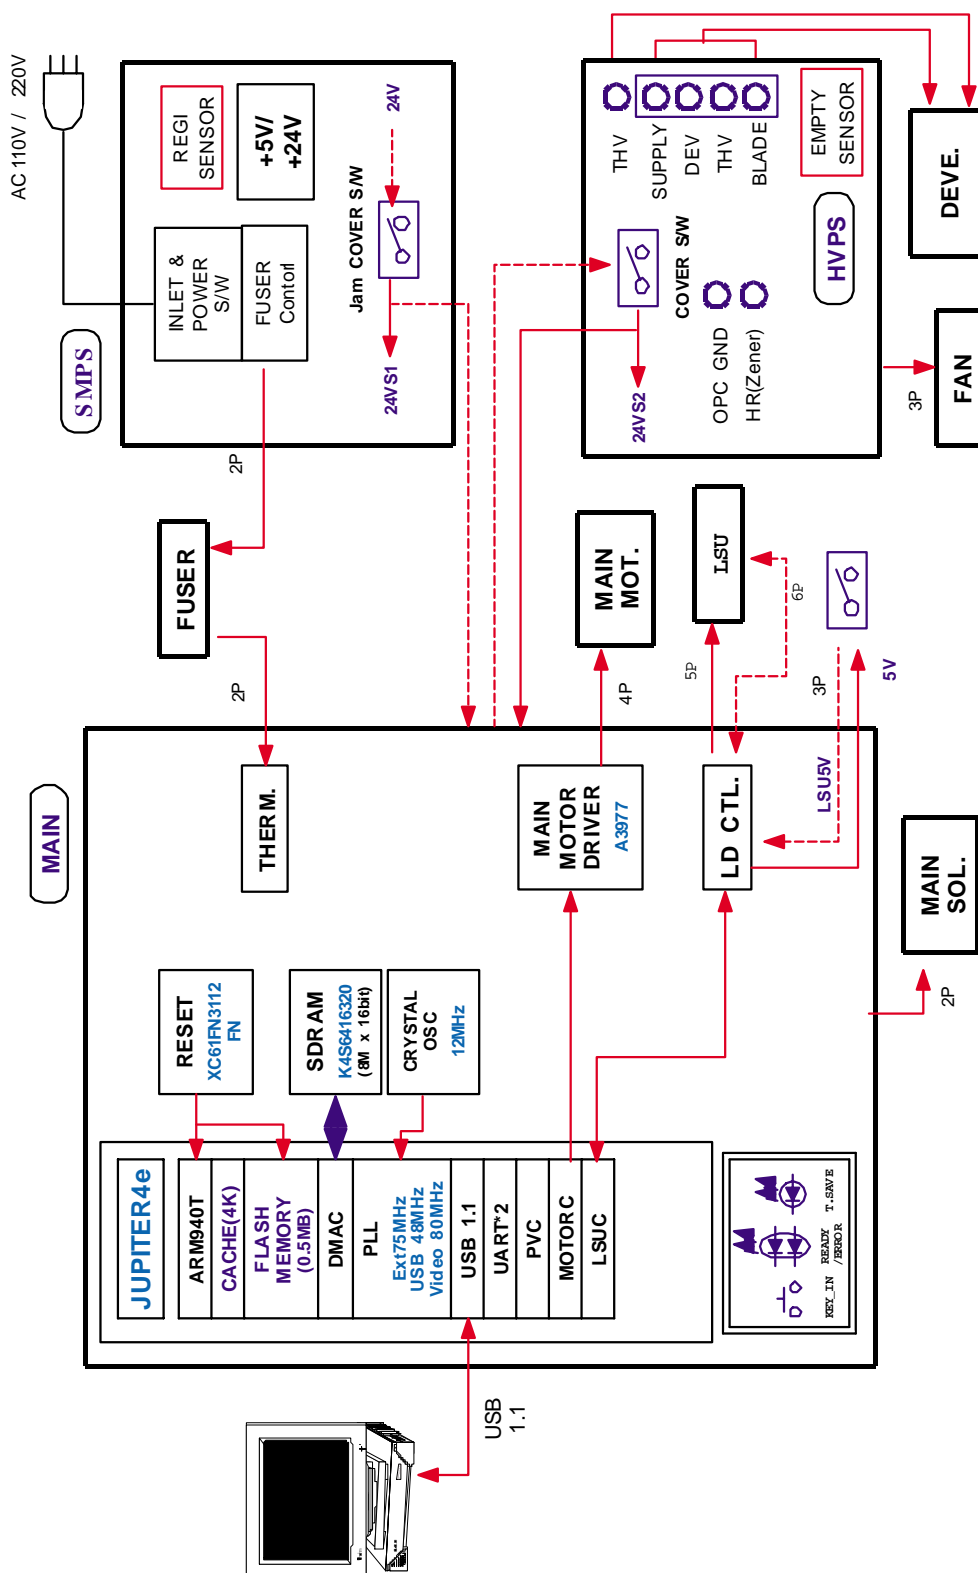 MAIN
JUPITER4e
ARM940T
CACHE(4K)
FLASH
MEMORY
(0.5MB)
DMAC
PLL
Ext75MHz
USB 48MHz
Video 80MHz
USB 1.1
UART*2
PVC
MOTORC
LSUC
RESET
XC61FN3112
FN
SDRAM
K4S6416320
(8M x 16bit)
CRYSTAL
OSC
12MHz
THERM.
MAIN
MOTOR
DRIVER
A3977
LD CTL.
KEY_IN
READY
/ERROR
T.SAVE
USB
1.1
2P
MAIN
SOL.
LSU5V
3P
5V
5P
6P
LSU
4P
MAIN
MOT.
2P
FUSER
2P
SMPS
AC 110V / 220V
INLET &
POWER
S/W
FUSER
Contorl
REGI
SENSOR
+5V/
+24V
Jam COVER S/W
24V
24VS1
HVPS
THV
SUPPLY
DEV
THV
BLADE
EMPTY
SENSOR
COVER S/W
24VS2
OPC GND
HR(Zener)
3P
FAN
DEVE.